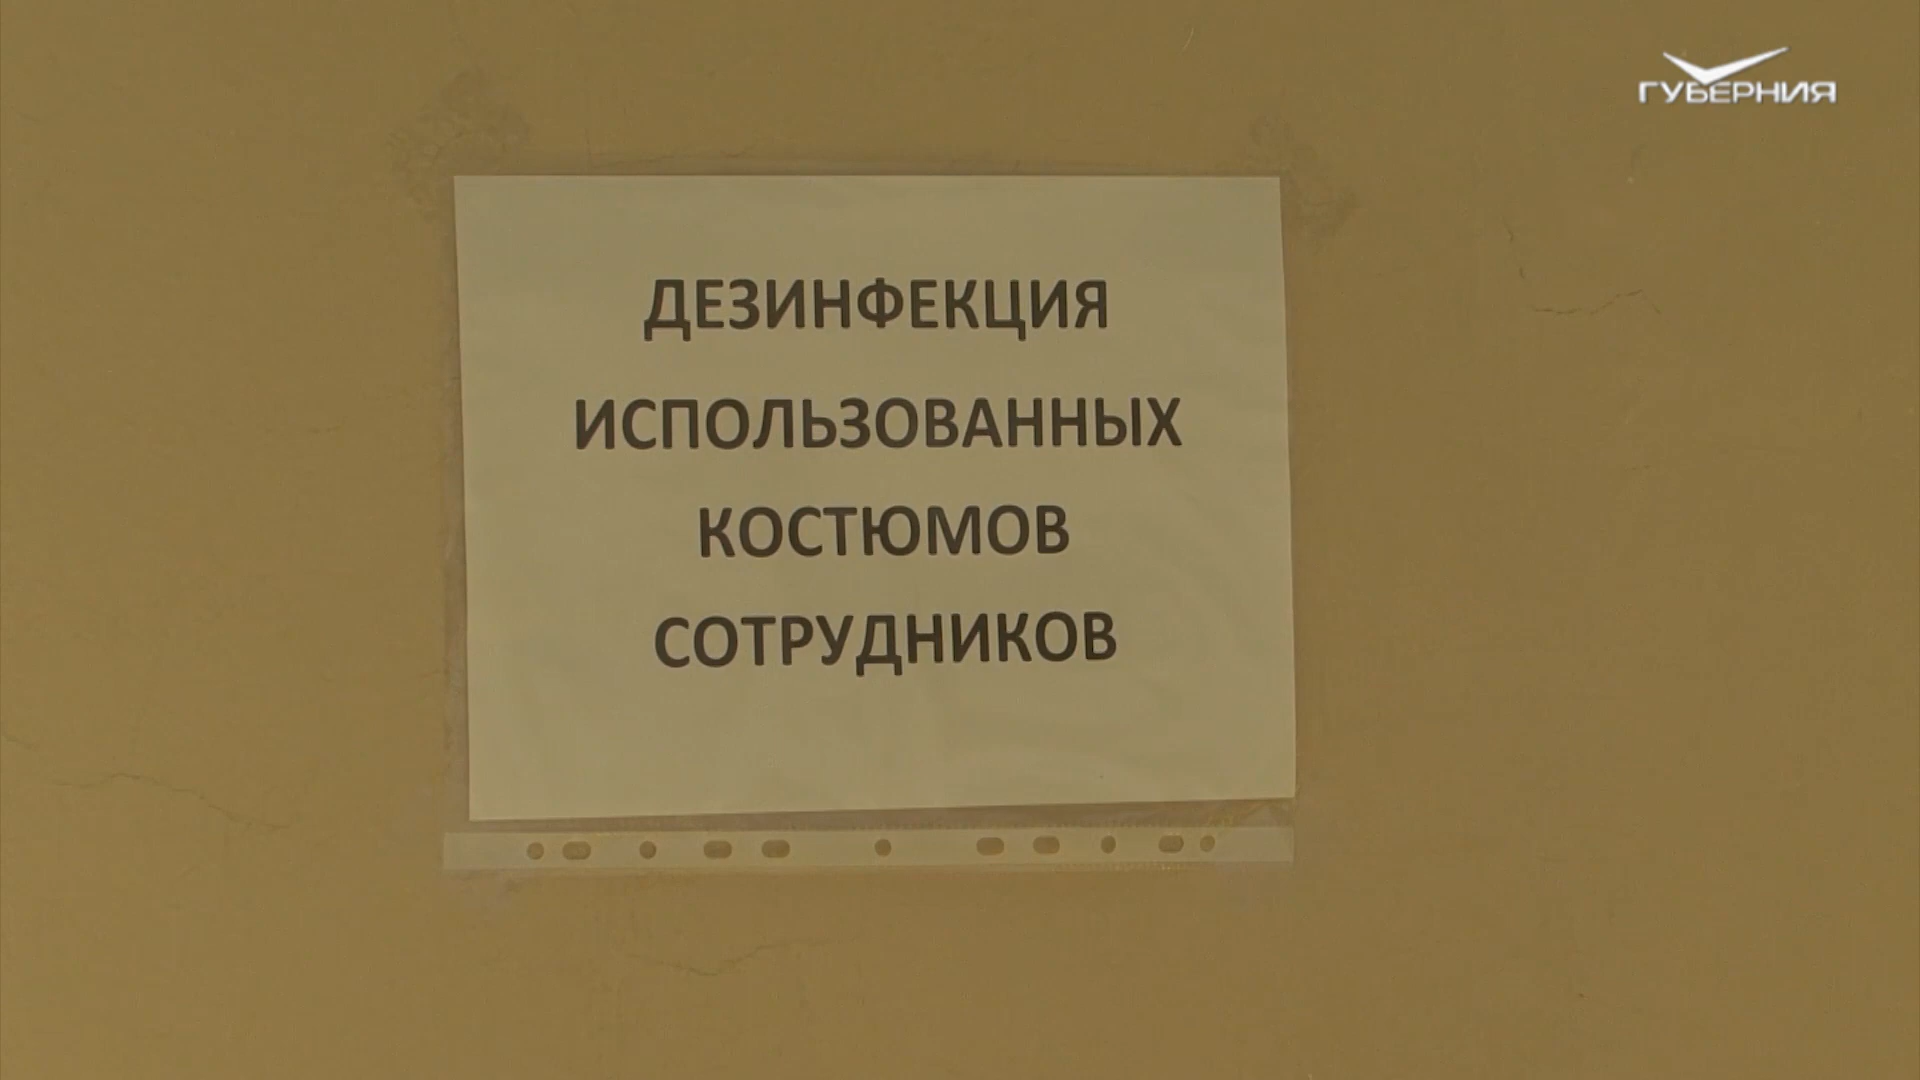 ГУБЕРНИЯ
ДЕЗИНФЕКЦИЯ
ИСПОЛЬЗОВАННЫХ
КОСТЮМОВ
СОТРУДНИКОВ